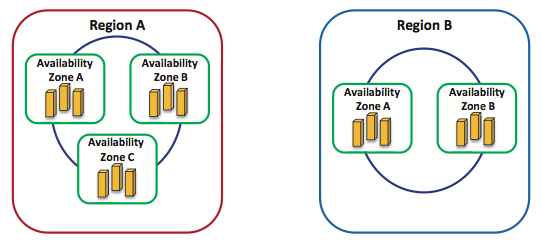 Region A
Availability
Zone A
Availability
Zone B
Availability
Zone C
Region B
Availability
Zone A
Availability
Zone B